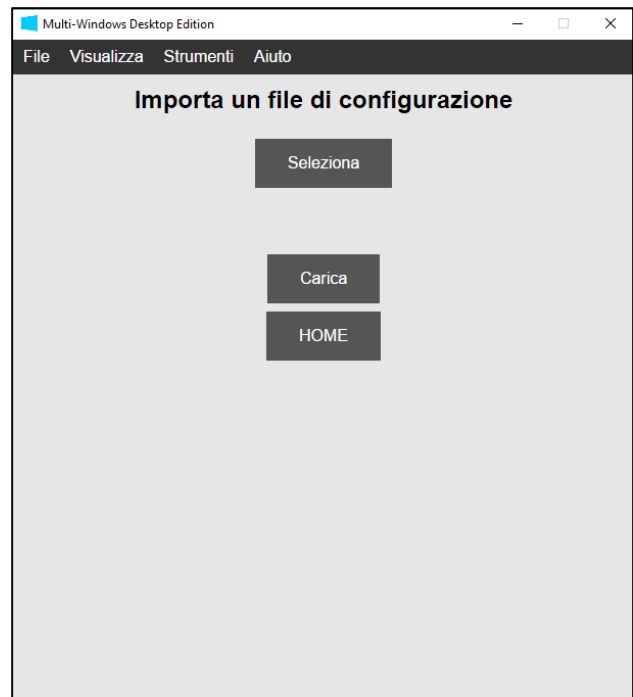 Multi-Windows Desktop Edition
File Visualizza Strumenti Aiuto
Importa un file di configurazione
Seleziona
Carica
HOME